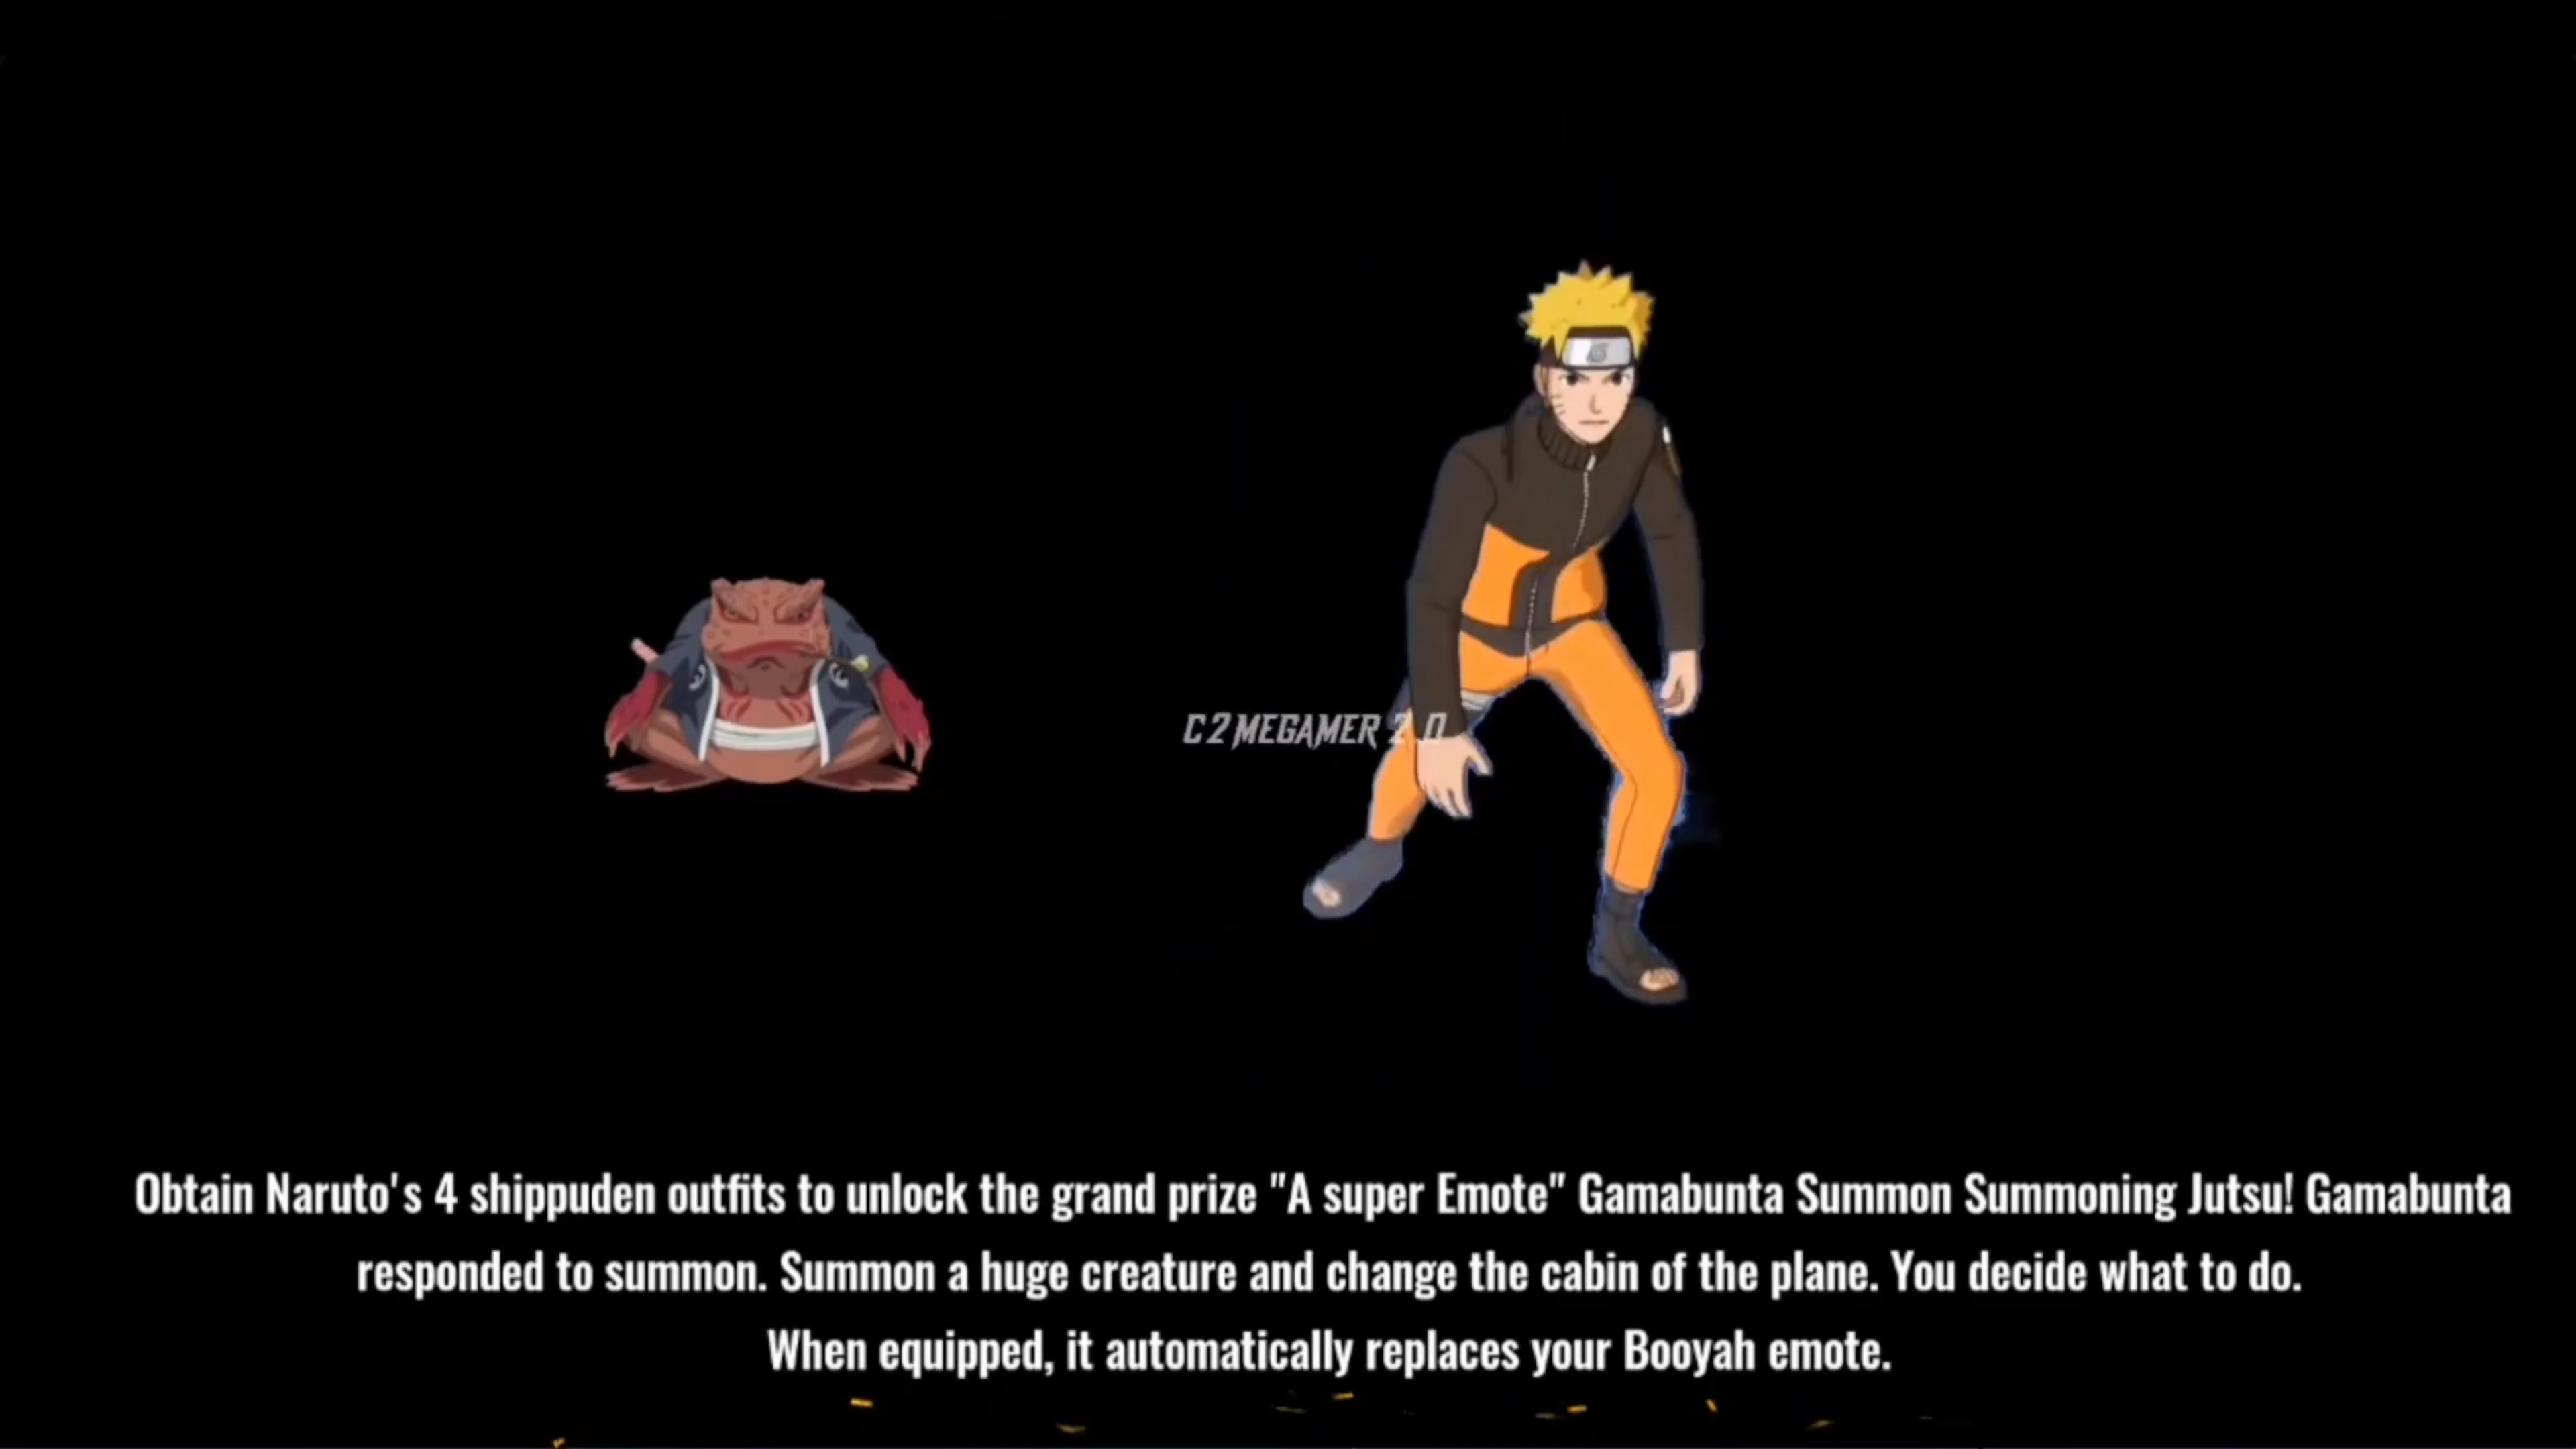 C2MEGAMER 2.0
Obtain Naruto's 4 shippuden outfits to unlock the grand prize "A super Emote" Gamabunta Summon Summoning Jutsu! Gamabunta
responded to summon. Summon a huge creature and change the cabin of the plane. You decide what to do.
When equipped, it automatically replaces your Booyah emote.